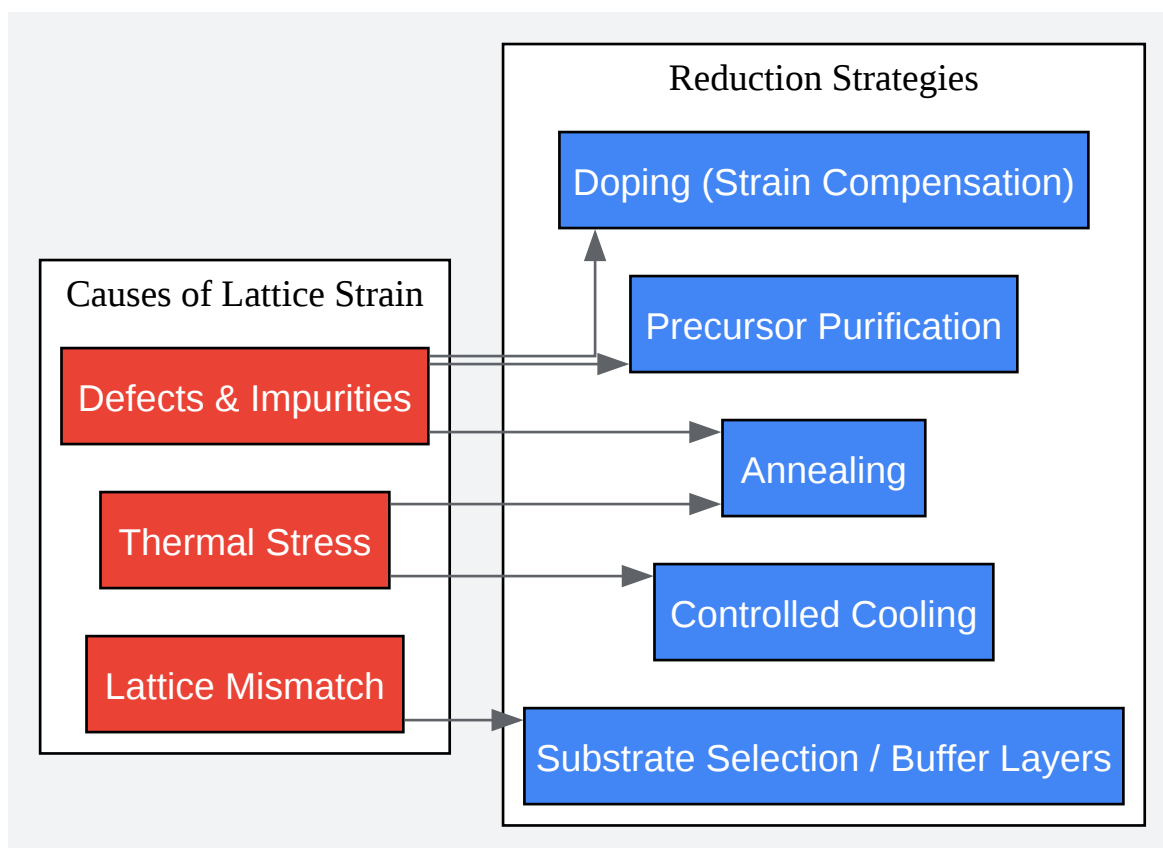 Causes of Lattice Strain
Defects & Impurities
Thermal Stress
Lattice Mismatch
Reduction Strategies
Doping (Strain Compensation)
Precursor Purification
Annealing
Controlled Cooling
Substrate Selection / Buffer Layers